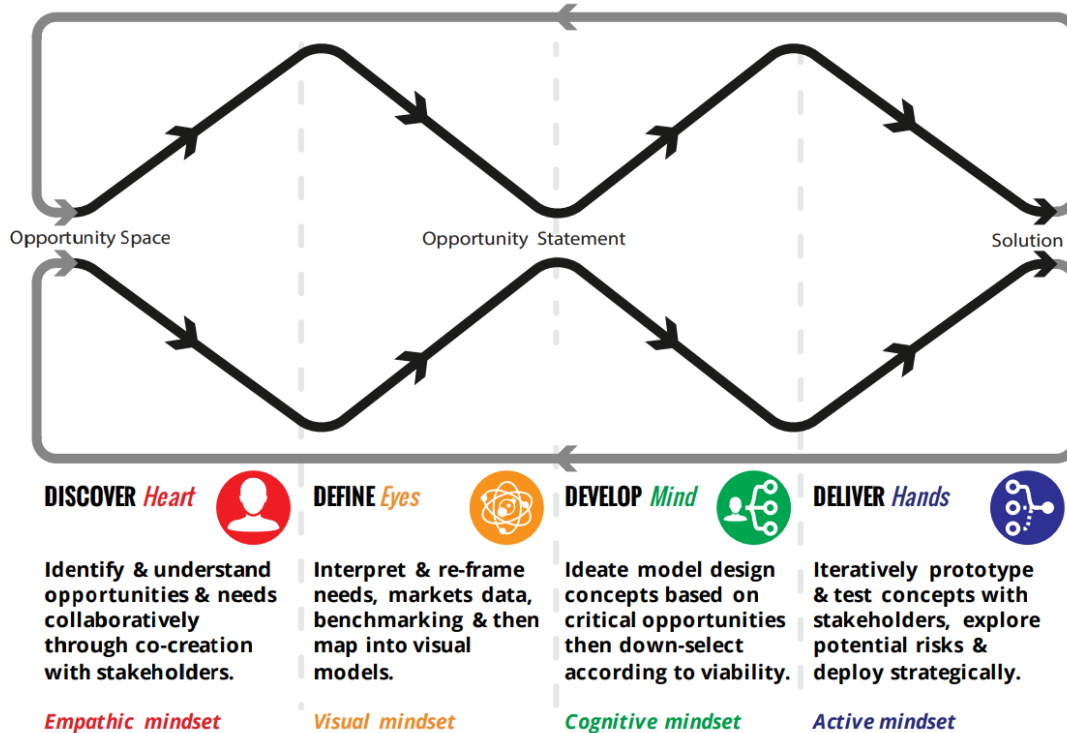 Opportunity Space
Opportunity Statement
Solution
DISCOVER Heart
Identify & understand
opportunities & needs
collaboratively
through co-creation
with stakeholders.
Empathic mindset
DEFINE Eyes
Interpret & re-frame
needs, markets data,
benchmarking & then
map into visual
models.
Visual mindset
DEVELOP Mind
Ideate model design
concepts based on
critical opportunities
then down-select
according to viability.
Cognitive mindset
DELIVER Hands
Iteratively prototype
& test concepts with
stakeholders, explore
potential risks &
deploy strategically.
Active mindset